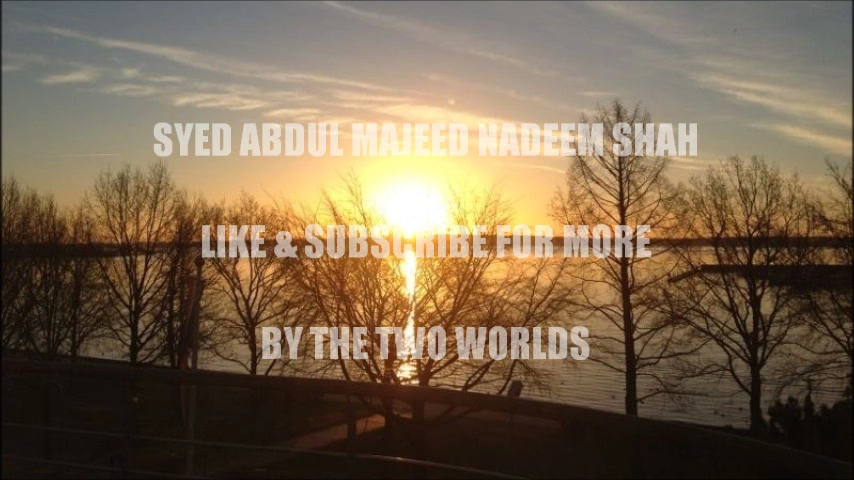 SYED ABDUL MAJEED NADEEM SHAH
LIKE & SUBSCRIBE FOR MORE
BY THE TWO WORLDS